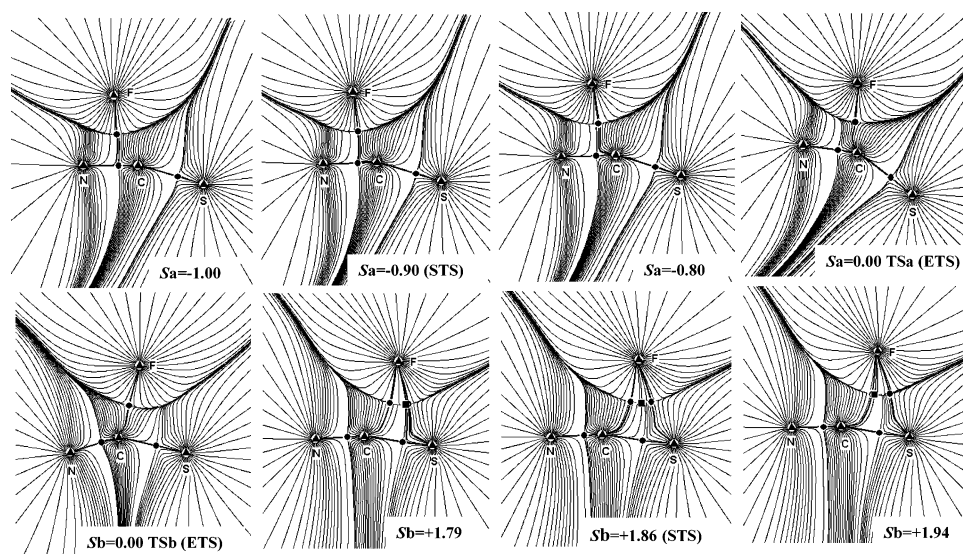 F
N
C
S
Sa=-1.00
F
N
C
S
Sa=-0.90 (STS)
F
N
C
S
Sa=-0.80
F
N
C
S
Sa=0.00 TSa (ETS)
F
N
C
S
Sb=0.00 TSb (ETS)
F
N
C
S
Sb=+1.79
F
N
C
S
Sb=+1.86 (STS)
F
N
C
S
Sb=+1.94